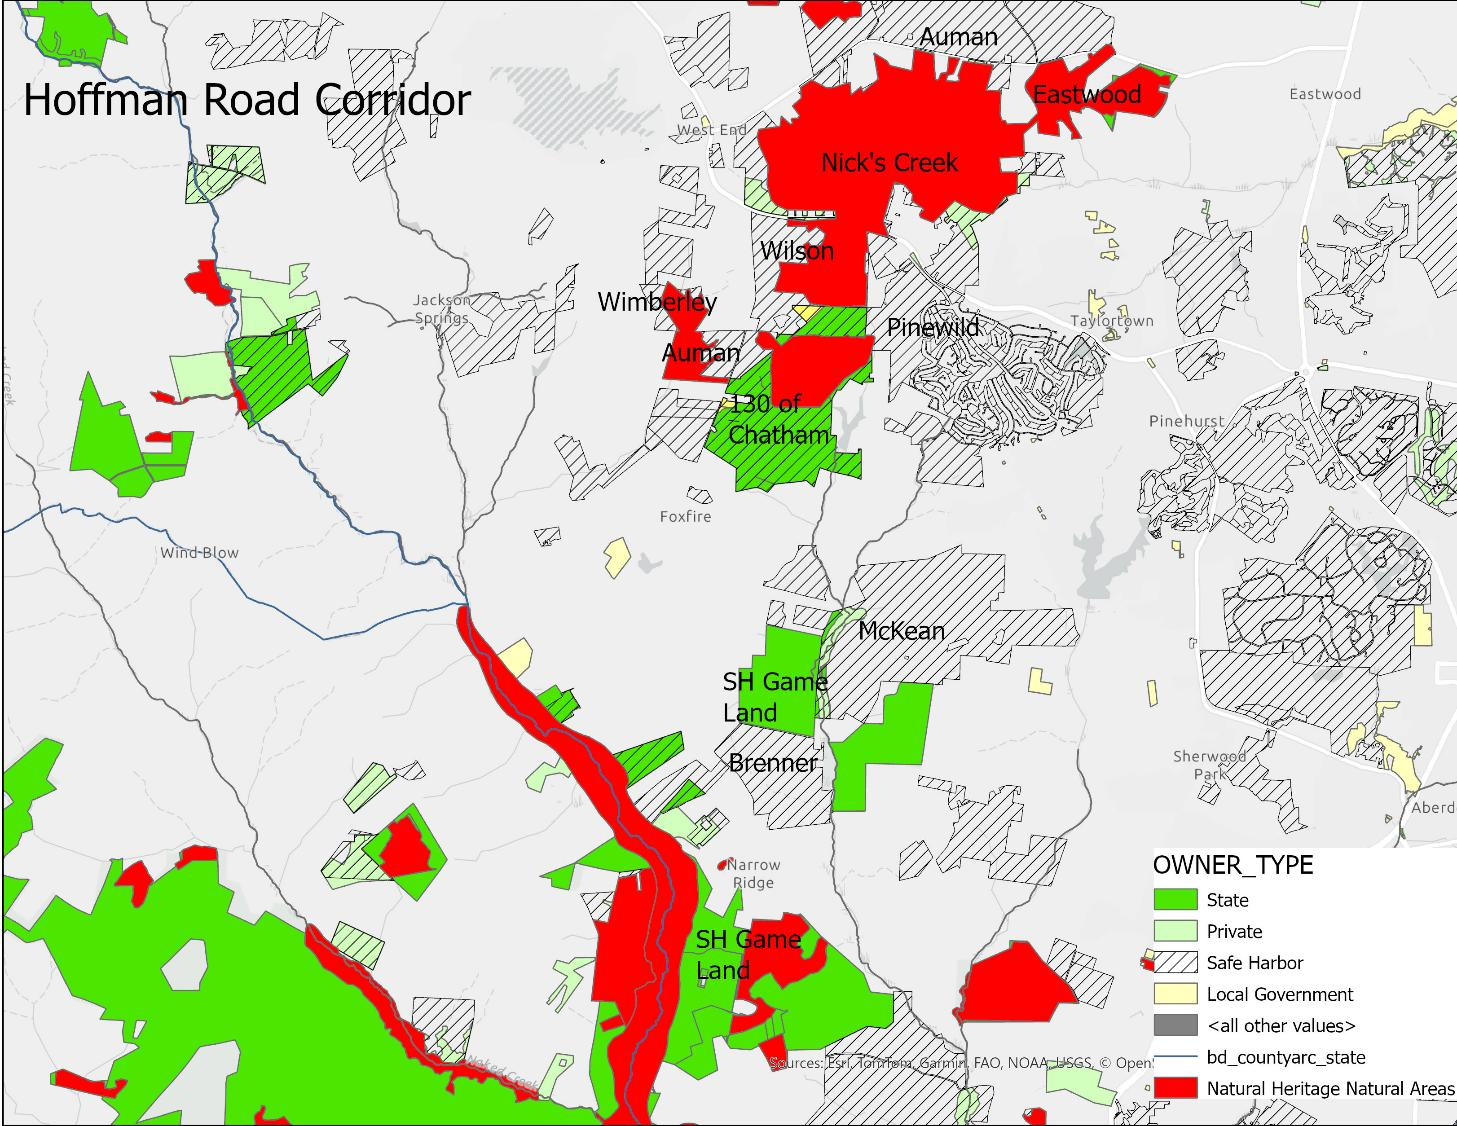 Auman
Hoffman Road Corridor
Eastwood
Eastwood
West End
Nick's Creek
Wilson
Wimberley
Jackson
Springs
Pinewild
Taylortown
Auman
130 of
Chatham
Pinehurst
Foxfire
Wind Blow
McKean
SH Game
Land
Brenner
Sherwood
Park
Aberd
Narrow
Ridge
SH Game
Land
Naked Creek
Sources: Esri, TomTom, Garmin, FAO, NOAA, USGS, © Open
OWNER_TYPE
State
Private
Safe Harbor
Local Government
<all other values>
bd_countyarc_state
Natural Heritage Natural Areas